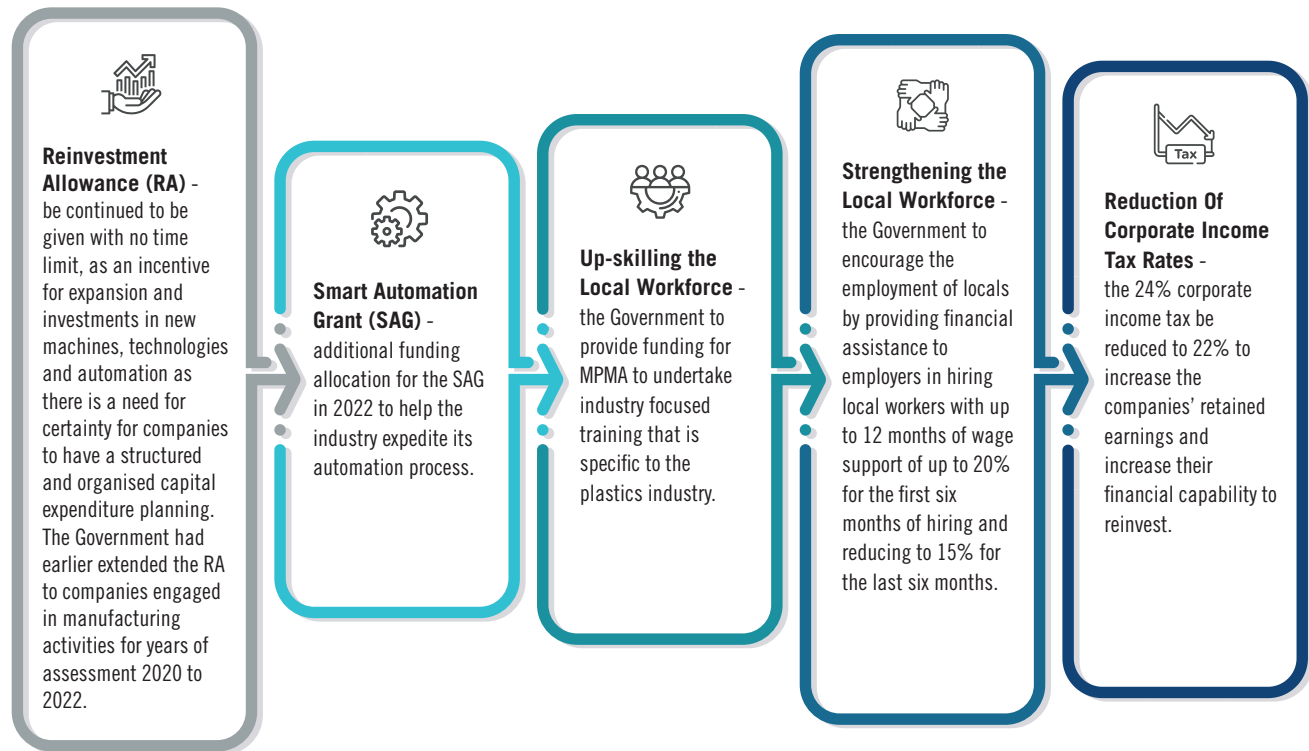 Reinvestment
Allowance (RA) -
be continued to be
given with no time
limit, as an incentive
for expansion and
investments in new
machines, technologies
and automation as
there is a need for
certainty for companies
to have a structured
and organised capital
expenditure planning.
The Government had
earlier extended the RA
to companies engaged
in manufacturing
activities for years of
assessment 2020 to
2022.
Smart Automation
Grant (SAG) -
additional funding
allocation for the SAG
in 2022 to help the
industry expedite its
automation process.
Up-skilling the
Local Workforce -
the Government to
provide funding for
MPMA to undertake
industry focused
training that is
specific to the
plastics industry.
Strengthening the
Local Workforce -
the Government to
encourage the
employment of locals
by providing financial
assistance to
employers in hiring
local workers with up
to 12 months of wage
support of up to 20%
for the first six
months of hiring and
reducing to 15% for
the last six months.
Tax
Reduction Of
Corporate Income
Tax Rates -
the 24% corporate
income tax be
reduced to 22% to
increase the
companies’ retained
earnings and
increase their
financial capability to
reinvest.